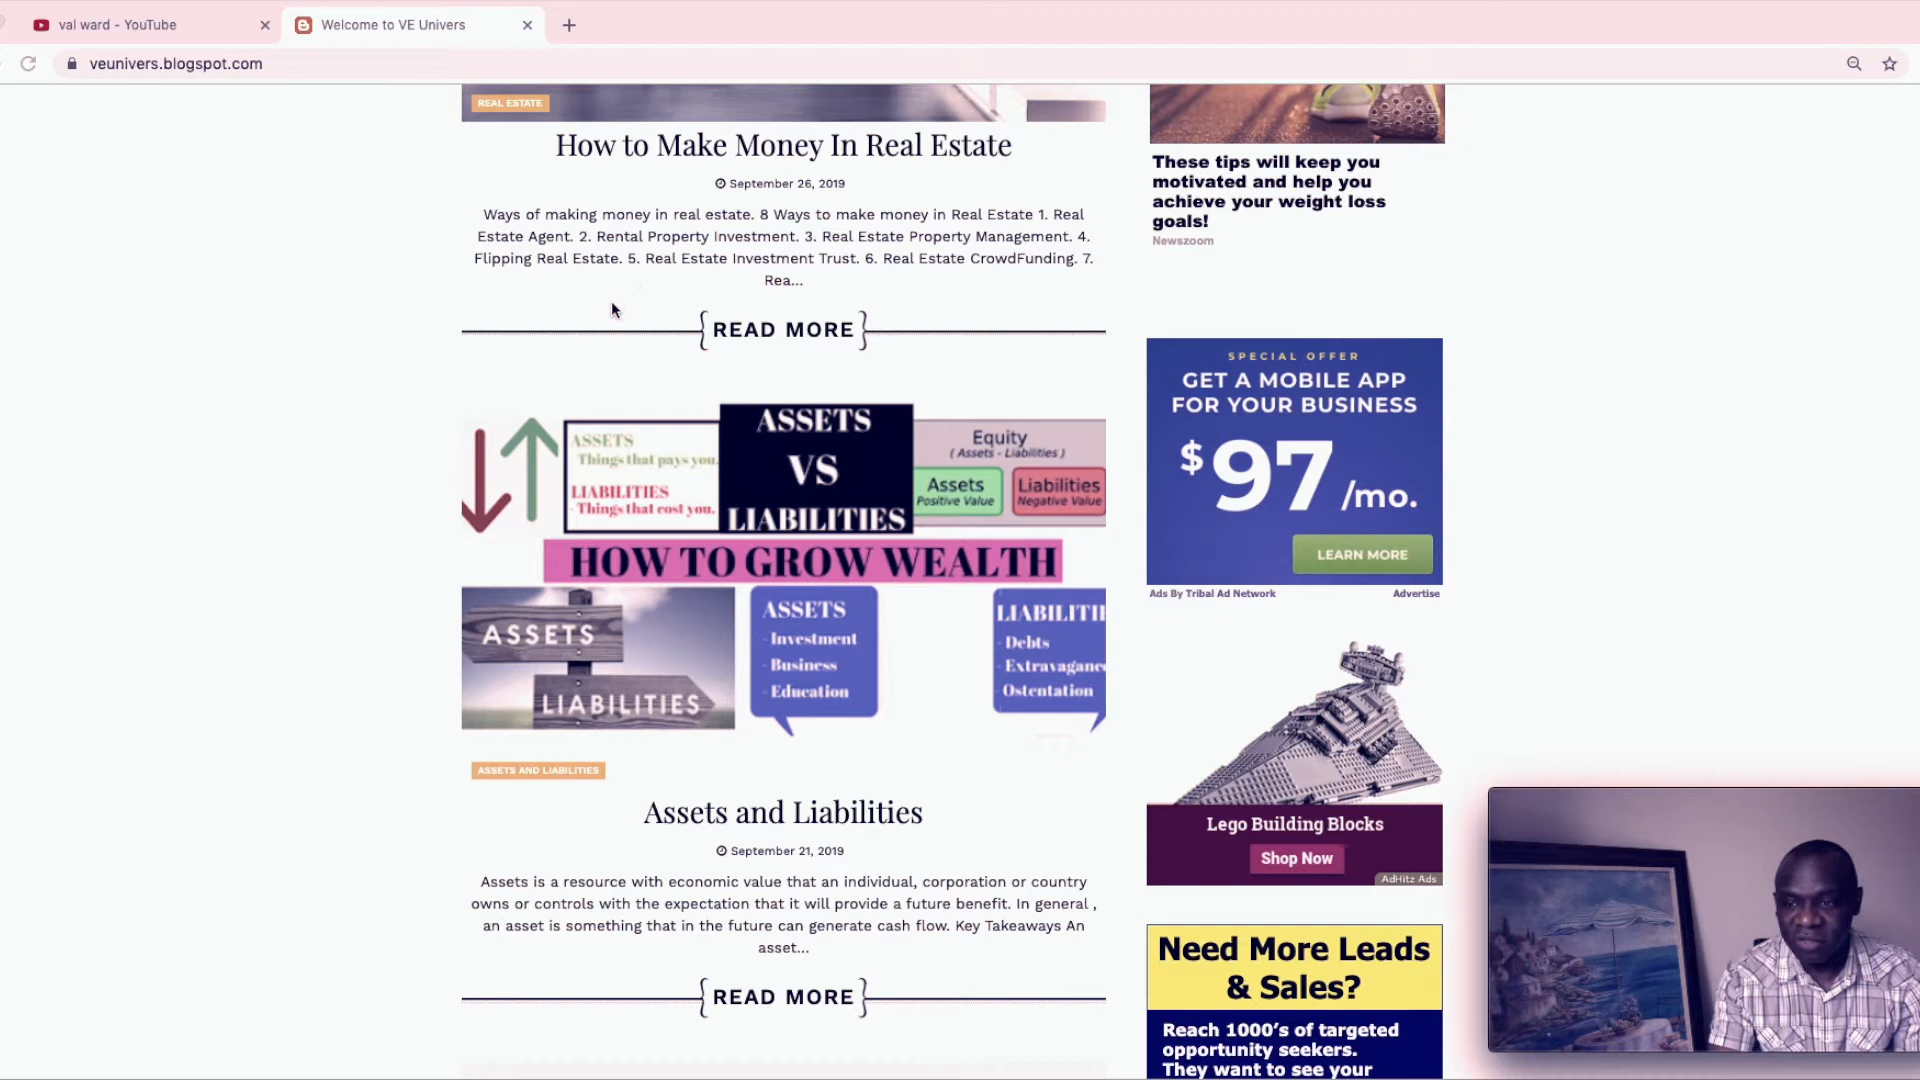 val ward - YouTube
Welcome to VE Univers
veunivers.blogspot.com
REAL ESTATE
How to Make Money In Real Estate
September 26, 2019
Ways of making money in real estate. 8 Ways to make money in Real Estate 1. Real
Estate Agent. 2. Rental Property Investment. 3. Real Estate Property Management. 4.
Flipping Real Estate. 5. Real Estate Investment Trust. 6. Real Estate CrowdFunding. 7.
Rea...
READ MORE
ASSETS
- Things that pays you.
LIABILITIES
- Things that cost you.
ASSETS
VS
LIABILITIES
Equity
( Assets - Liabilities )
Assets
Positive Value
Liabilities
Negative Value
HOW TO GROW WEALTH
ASSETS
LIABILITIES
ASSETS
- Investment
- Business
- Education
LIABILITIE
- Debts
- Extravagance
- Ostentation
ASSETS AND LIABILITIES
Assets and Liabilities
September 21, 2019
Assets is a resource with economic value that an individual, corporation or country
owns or controls with the expectation that it will provide a future benefit. In general ,
an asset is something that in the future can generate cash flow. Key Takeaways An
asset...
READ MORE
These tips will keep you
motivated and help you
achieve your weight loss
goals!
Newszoom
SPECIAL OFFER
GET A MOBILE APP
FOR YOUR BUSINESS
$97 /mo.
LEARN MORE
Ads By Tribal Ad Network
Advertise
Lego Building Blocks
Shop Now
AdHitz Ads
Need More Leads
& Sales?
Reach 1000's of targeted
opportunity seekers.
They want to see your